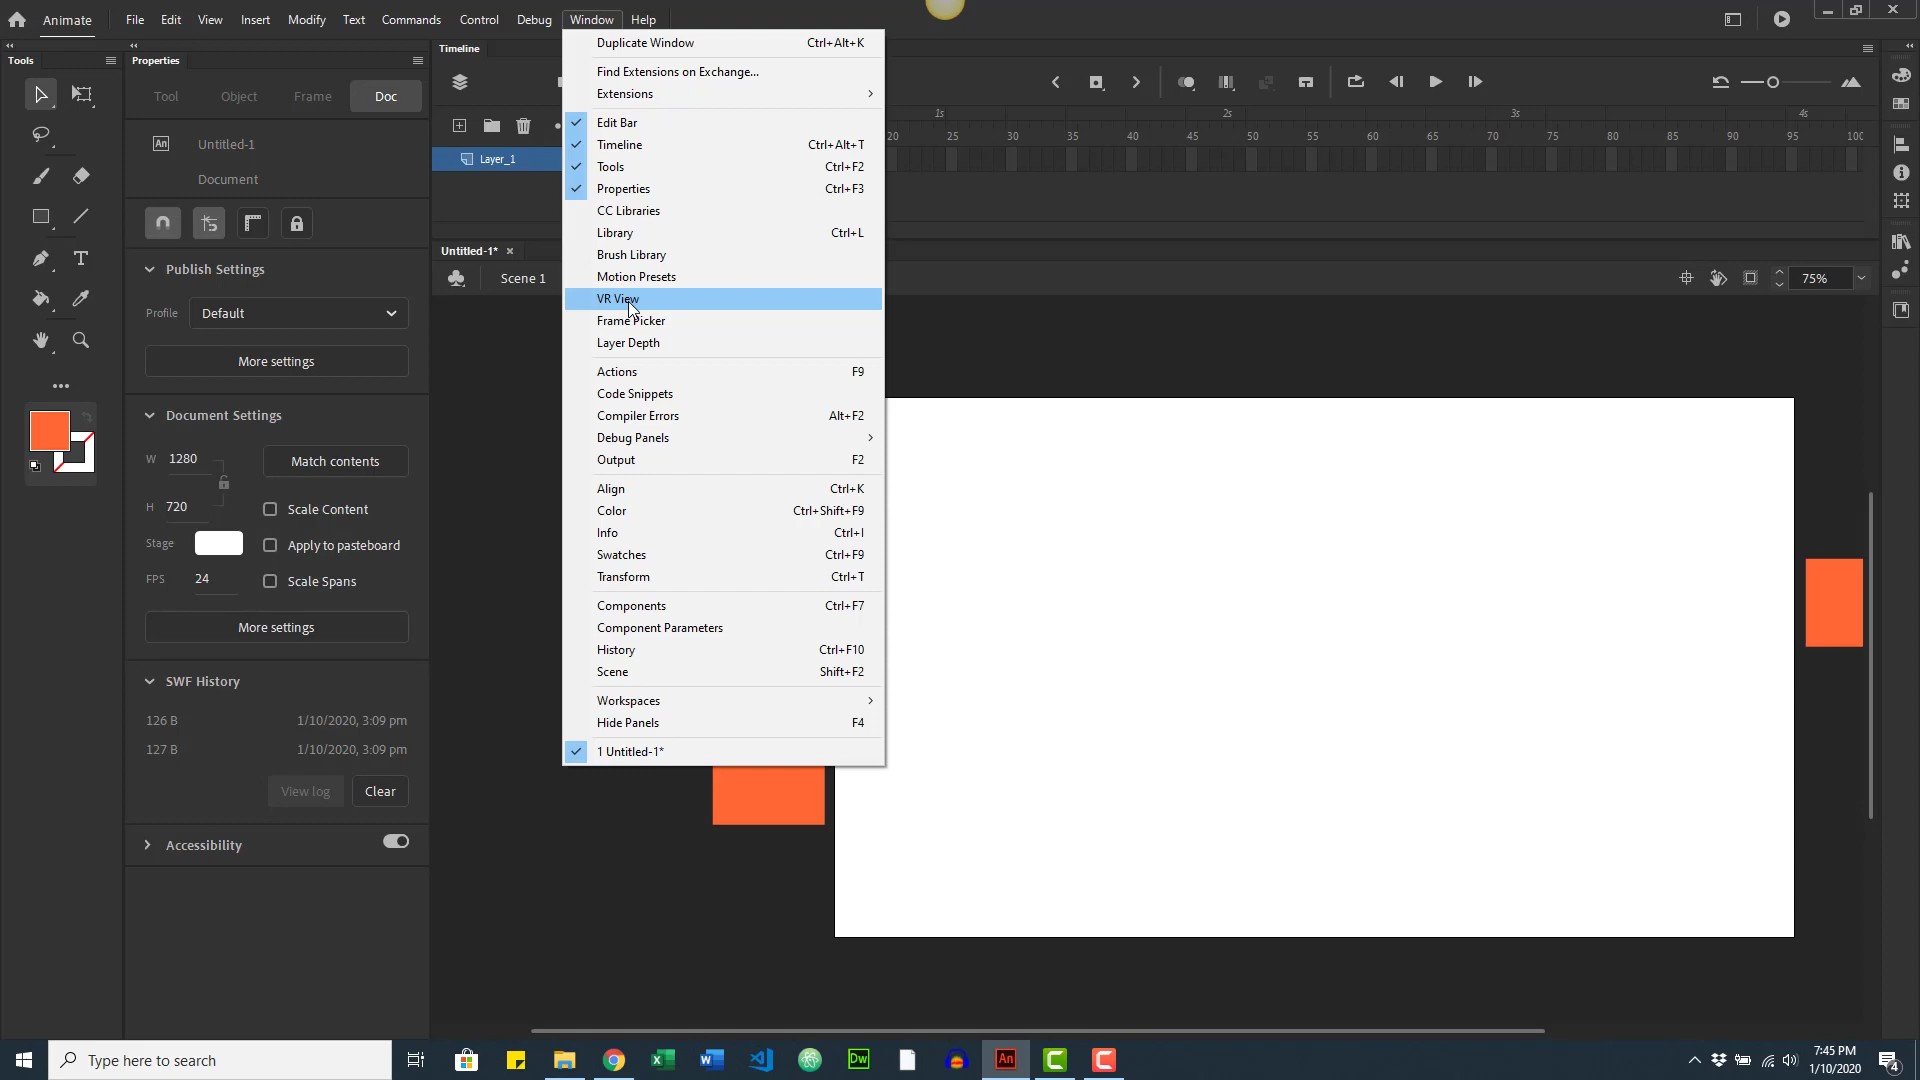 Animate File Edit View Insert Modify Text Commands Control Debug Window Help
Tools
Properties
Tool Object Frame Doc
An Untitled-1
Document
Publish Settings
Profile Default
More settings
Document Settings
W 1280
Match contents
H 720
Scale Content
Stage
Apply to pasteboard
FPS 24
Scale Spans
More settings
SWF History
126 B 1/10/2020, 3:09 pm
127 B 1/10/2020, 3:09 pm
View log Clear
Accessibility
Timeline
Layer_1
Untitled-1*
Scene 1
Duplicate Window Ctrl+Alt+K
Find Extensions on Exchange...
Extensions
Edit Bar
Timeline Ctrl+Alt+T
Tools Ctrl+F2
Properties Ctrl+F3
CC Libraries
Library Ctrl+L
Brush Library
Motion Presets
VR View
Frame Picker
Layer Depth
Actions F9
Code Snippets
Compiler Errors Alt+F2
Debug Panels
Output F2
Align Ctrl+K
Color Ctrl+Shift+F9
Info Ctrl+I
Swatches Ctrl+F9
Transform Ctrl+T
Components Ctrl+F7
Component Parameters
History Ctrl+F10
Scene Shift+F2
Workspaces
Hide Panels F4
1 Untitled-1*
1s 2s 3s 4s
20 25 30 35 40 45 50 55 60 65 70 75 80 85 90 95 100
75%
Type here to search
Dw
An
7:45 PM
1/10/2020
4